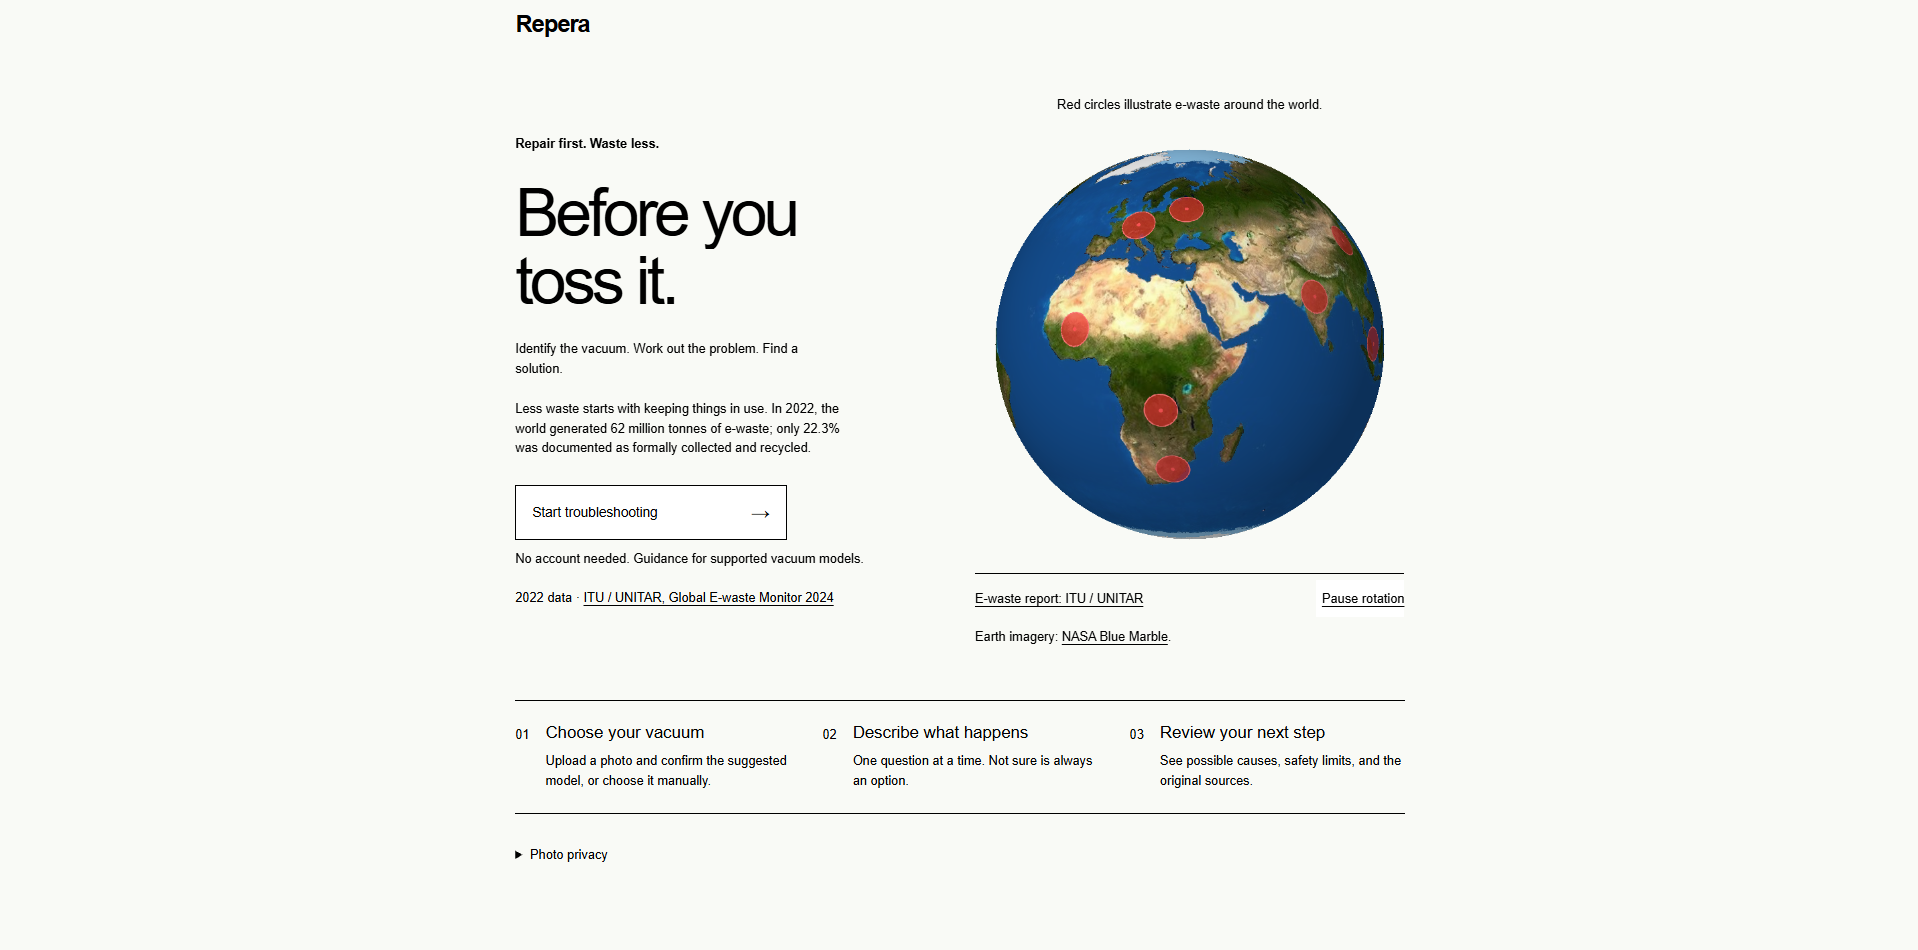 Repera
Repair first. Waste less.
Before you
toss it.
Identify the vacuum. Work out the problem. Find a
solution.
Less waste starts with keeping things in use. In 2022, the
world generated 62 million tonnes of e-waste; only 22.3%
was documented as formally collected and recycled.
Start troubleshooting →
No account needed. Guidance for supported vacuum models.
2022 data · ITU / UNITAR, Global E-waste Monitor 2024
Red circles illustrate e-waste around the world.
E-waste report: ITU / UNITAR
Pause rotation
Earth imagery: NASA Blue Marble.
01 Choose your vacuum
Upload a photo and confirm the suggested
model, or choose it manually.
02 Describe what happens
One question at a time. Not sure is always
an option.
03 Review your next step
See possible causes, safety limits, and the
original sources.
Photo privacy